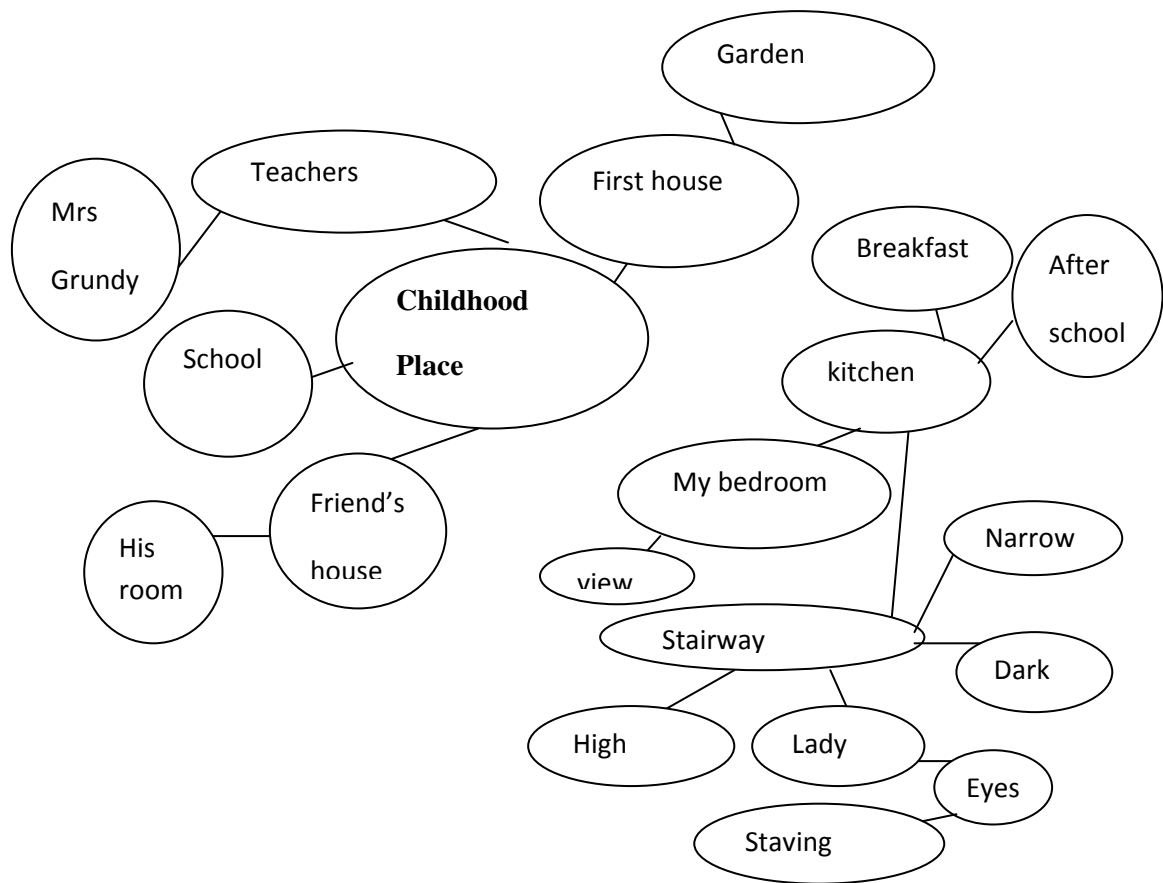 Garden
Teachers
First house
Mrs
Grundy
Breakfast
After
school
Childhood
Place
School
kitchen
My bedroom
Friend's
house
His
room
view
Narrow
Stairway
Dark
High
Lady
Eyes
Staving